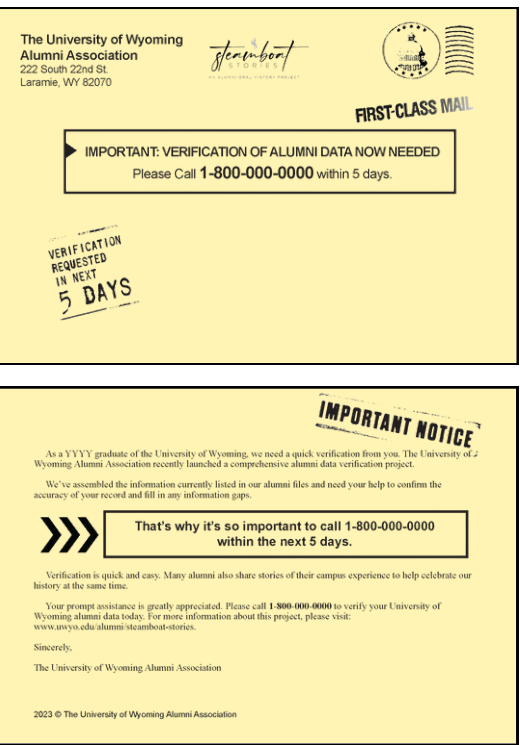 The University of Wyoming
Alumni Association
222 South 22nd St.
Laramie, WY 82070
steamboat
STORIES
AN ALUMNI ORAL HISTORY PROJECT
FIRST-CLASS MAIL
IMPORTANT: VERIFICATION OF ALUMNI DATA NOW NEEDED
Please Call 1-800-000-0000 within 5 days.
VERIFICATION
REQUESTED
IN NEXT
5 DAYS
IMPORTANT NOTICE
As a YYYY graduate of the University of Wyoming, we need a quick verification from you. The University of
Wyoming Alumni Association recently launched a comprehensive alumni data verification project.
We've assembled the information currently listed in our alumni files and need your help to confirm the
accuracy of your record and fill in any information gaps.
That's why it's so important to call 1-800-000-0000
within the next 5 days.
Verification is quick and easy. Many alumni also share stories of their campus experience to help celebrate our
history at the same time.
Your prompt assistance is greatly appreciated. Please call 1-800-000-0000 to verify your University of
Wyoming alumni data today. For more information about this project, please visit:
www.uwyo.edu/alumni/steamboat-stories.
Sincerely,
The University of Wyoming Alumni Association
2023 © The University of Wyoming Alumni Association